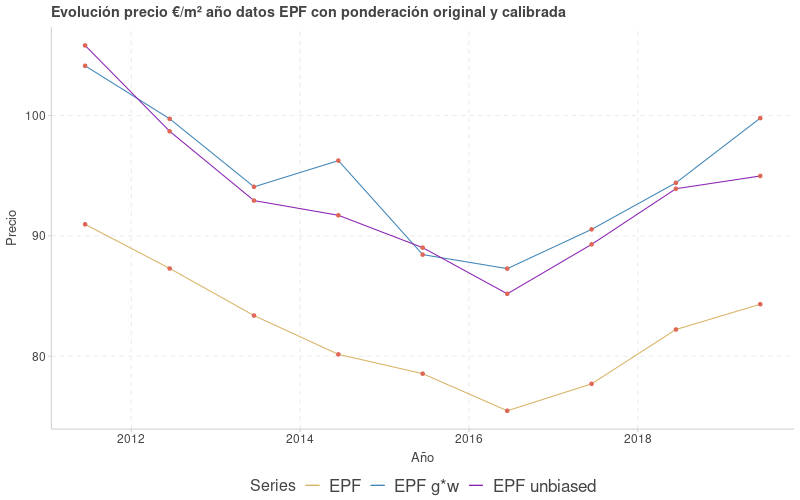 Evolución precio €/m² año datos EPF con ponderación original y calibrada
100
90
80
Precio
2012 2014 2016 2018
Año
Series EPF EPF g*w EPF unbiased